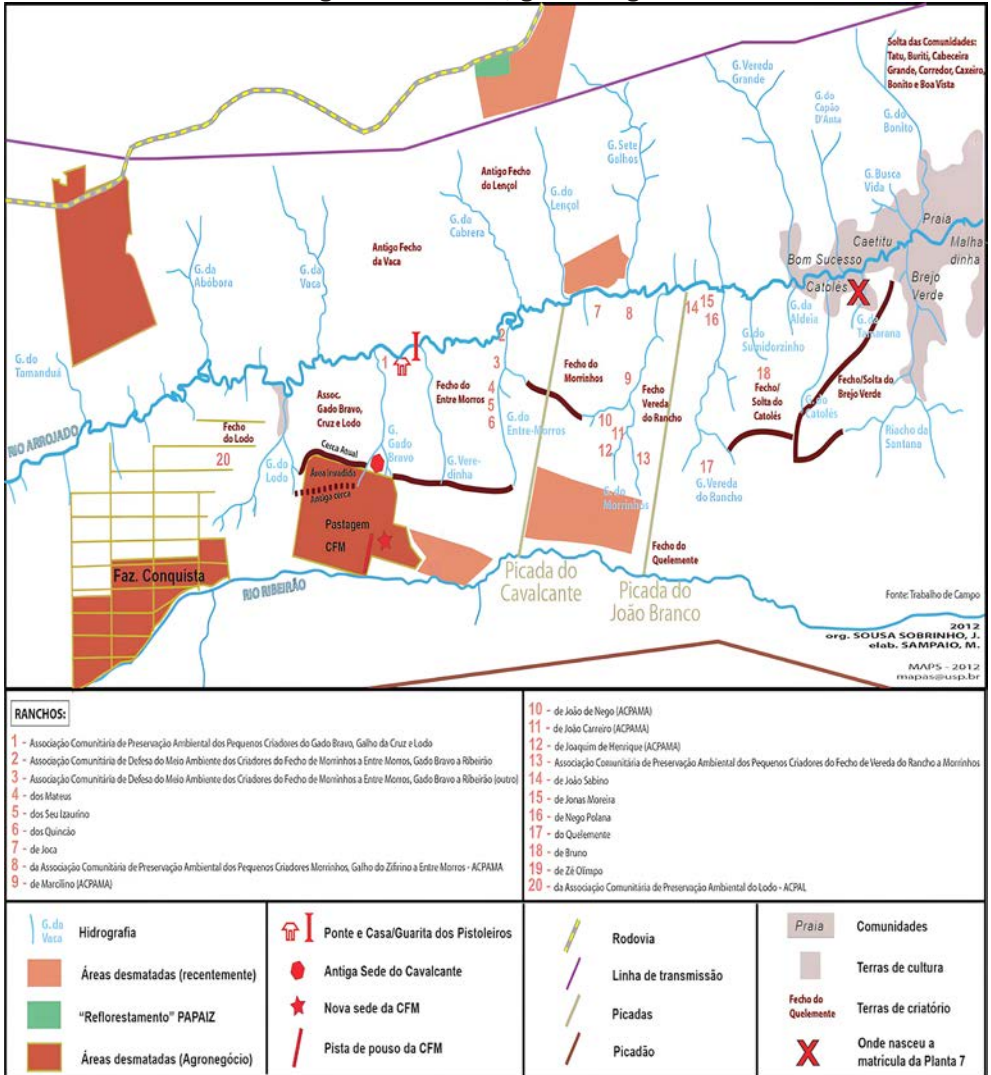 Solta das Comunidades:
Tatu, Buriti, Cabeceira
Grande, Corredor, Caxeiro,
Bonito e Boa Vista
G. Vereda
Grande
G. do
Capão
D'Anta
G. do
Bonito
G. Sete
Galhos
Antigo Fecho
do Lençol
G. do
Lençol
G. Busca
Vida
Praia
G. da
Cabrera
Antigo Fecho
da Vaca
Caetitu
Malha
dinha
G. da
Abóbora
G. da
Vaca
Bom Sucesso
Catolés
X
Brejo
Verde
G. do
Tamanduá
1
I
2
7
8
14
15
16
G. da
Aldeia
G. da
Tamarana
G. do
Sumidorzinho
3
4
5
6
Fecho do
Entre Morros
Fecho do
Morrinhos
9
Fecho
Vereda
do Rancho
18
Fecho/
Solta do
Catolés
Fecho/Solta do
Brejo Verde
Assoc.
Gado Bravo,
Cruz e Lodo
RIO ARROJADO
Fecho
do Lodo
20
G. do
Entre-Morros
10
11
12
13
G. do
Catolés
Riacho da
Santana
G. do
Lodo
Cerca Atual
Área Invadida
Antiga cerca
G.
Gado
Bravo
G. Vere-
dinha
17
G. Vereda
do Rancho
G. do
Morrinhos
Pastagem
CFM
Fecho do
Quelemente
Faz. Conquista
RIO RIBEIRÃO
Picada do
Cavalcante
Picada do
João Branco
Fonte: Trabalho de Campo
2012
org. SOUSA SOBRINHO, J.
elab. SAMPAIO, M.
MAPS - 2012
mapas@usp.br
RANCHOS:
1 - Associação Comunitária de Preservação Ambiental dos Pequenos Criadores do Gado Bravo, Galho da Cruz e Lodo
2 - Associação Comunitária de Defesa do Meio Ambiente dos Criadores do Fecho de Morrinhos a Entre Morros, Gado Bravo a Ribeirão
3 - Associação Comunitária de Defesa do Meio Ambiente dos Criadores do Fecho de Morrinhos a Entre Morros, Gado Bravo a Ribeirão (outro)
4 - dos Mateus
5 - dos Seu Izaurino
6 - dos Quincão
7 - de Joca
8 - da Associação Comunitária de Preservação Ambiental dos Pequenos Criadores Morrinhos, Galho do Zifirino a Entre Morros - ACPAMA
9 - de Marcilino (ACPAMA)
10 - de João de Nego (ACPAMA)
11 - de João Carreiro (ACPAMA)
12 - de Joaquim de Henrique (ACPAMA)
13 - Associação Comunitária de Preservação Ambiental dos Pequenos Criadores do Fecho de Vereda do Rancho a Morrinhos
14 - de João Sabino
15 - de Jonas Moreira
16 - de Nego Polana
17 - do Quelemente
18 - de Bruno
19 - de Zé Olimpo
20 - da Associação Comunitária de Preservação Ambiental do Lodo - ACPAL
G. da
Vaca
Hidrografia
Áreas desmatadas (recentemente)
"Reflorestamento" PAPAIZ
Áreas desmatadas (Agronegócio)
Ponte e Casa/Guarita dos Pistoleiros
Antiga Sede do Cavalcante
Nova sede da CFM
Pista de pouso da CFM
Rodovia
Linha de transmissão
Picadas
Picadão
Praia
Comunidades
Terras de cultura
Fecho do
Quelemente
Terras de criatório
X
Onde nasceu a
matrícula da Planta 7